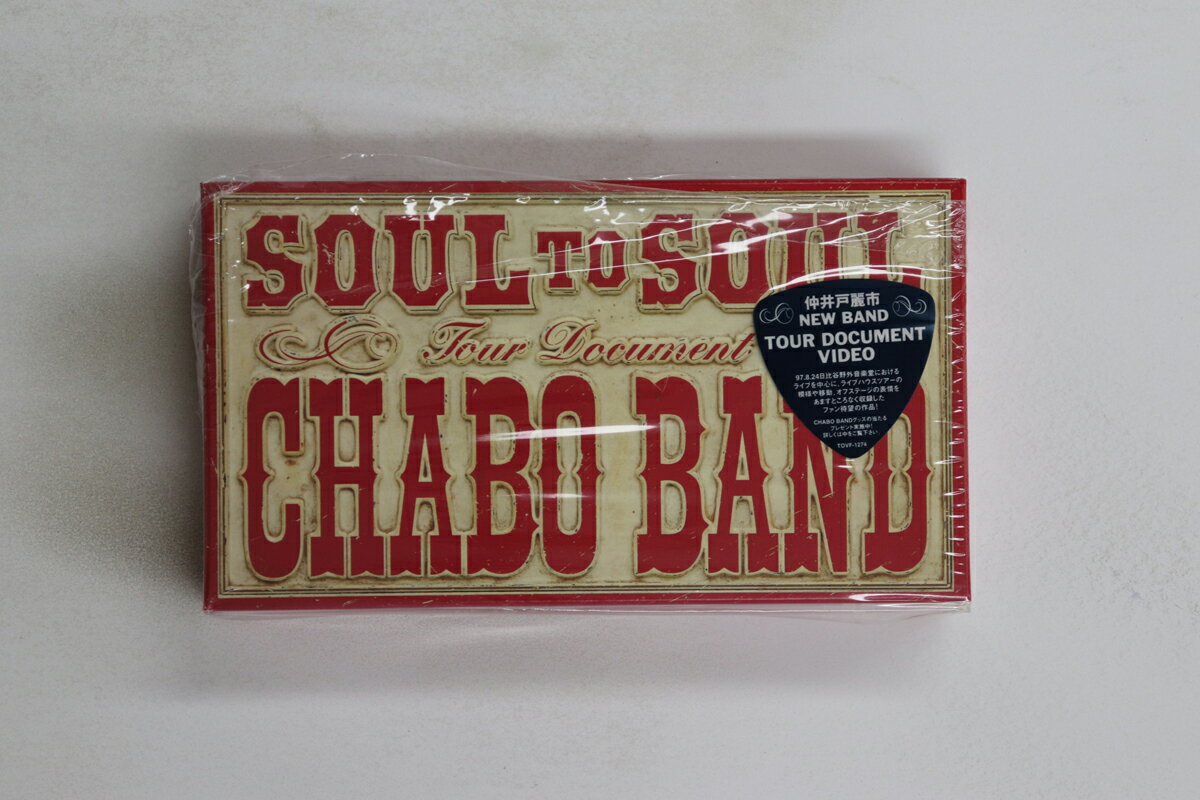 SOUL TO SOUL
Tour Document
CHABO BAND
仲井戸麗市
NEW BAND
TOUR DOCUMENT
VIDEO
97.8.24日比谷野外音楽堂における
ライブを中心に、ライブハウスツアーの
模様や移動、オフステージの表情を
あますところなく収録した
ファン待望の作品!
CHABO BANDグッズの当たる
プレゼント実施中!
詳しくは中をご覧下さい
TOVF-1274